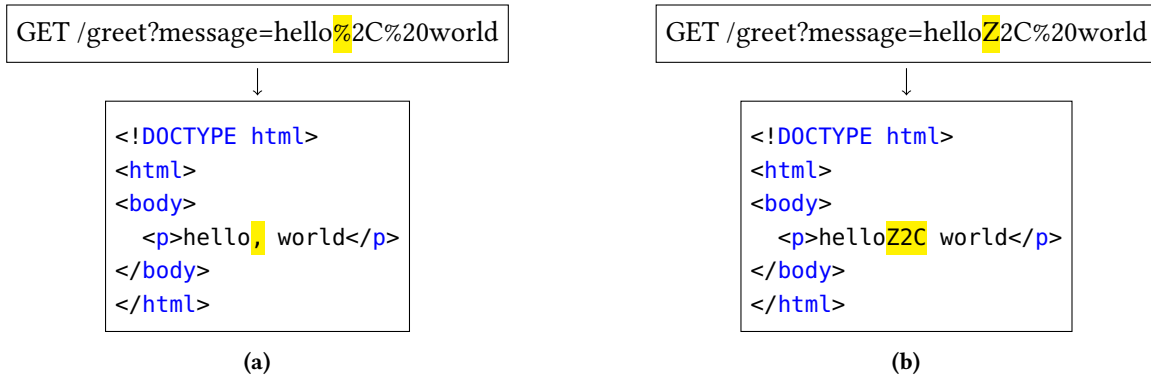 GET /greet?message=hello%2C%20world
<!DOCTYPE html>
<html>
<body>
  <p>hello, world</p>
</body>
</html>
(a)
GET /greet?message=helloZ2C%20world
<!DOCTYPE html>
<html>
<body>
  <p>helloZ2C world</p>
</body>
</html>
(b)